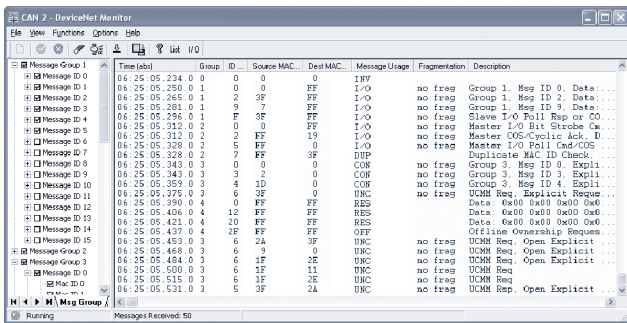 CAN 2 - DeviceNet Monitor
File View Functions Options Help
List I/O
Message Group 1
Message ID 0
Message ID 1
Message ID 2
Message ID 3
Message ID 4
Message ID 5
Message ID 6
Message ID 7
Message ID 8
Message ID 9
Message ID 10
Message ID 11
Message ID 12
Message ID 13
Message ID 14
Message ID 15
Message Group 2
Message Group 3
Message ID 0
Mac ID 0
Mac ID 1
Msg Group
Time (abs) Group ID ... Source MAC... Dest MAC... Message Usage Fragmentation Description
06:25:05.234.0 0 0 0 0 INV
06:25:05.250.0 1 0 0 FF I/O no frag Group 1, Msg ID 0, Data:...
06:25:05.265.0 1 2 3F FF I/O no frag Group 1, Msg ID 2, Data:...
06:25:05.281.0 1 9 7 FF I/O no frag Group 1, Msg ID 9, Data:...
06:25:05.296.0 1 F 3F FF I/O no frag Slave I/O Poll Rsp or CO...
06:25:05.312.0 2 0 0 0 I/O no frag Master I/O Bit Strobe Cm...
06:25:05.312.0 2 2 FF 19 I/O no frag Master COS/Cyclic Ack, D...
06:25:05.328.0 2 5 FF 0 I/O no frag Master I/O Poll Cmd/COS ...
06:25:05.328.0 2 7 FF 3F DUP Duplicate MAC ID Check, ...
06:25:05.343.0 3 0 0 0 CON no frag Group 3, Msg ID 0, Expli...
06:25:05.343.0 3 3 2 0 CON no frag Group 3, Msg ID 3, Expli...
06:25:05.359.0 3 4 1D 0 CON no frag Group 3, Msg ID 4, Expli...
06:25:05.375.0 3 6 3F 0 UNC no frag UCMM Req, Explicit Reque...
06:25:05.390.0 4 0 FF FF RES Data: 0x00 0x00 0x00 0x0...
06:25:05.406.0 4 12 FF FF RES Data: 0x00 0x00 0x00 0x0...
06:25:05.421.0 4 20 FF FF RES Data: 0x00 0x00 0x00 0x0...
06:25:05.437.0 4 2F FF FF OFF Offline Ownership Reques...
06:25:05.453.0 3 6 2A 3F UNC no frag UCMM Req, Open Explicit ...
06:25:05.468.0 3 6 9 0 UNC no frag UCMM Req, Open Explicit ...
06:25:05.484.0 3 6 1F 2E UNC no frag UCMM Req, Open Explicit ...
06:25:05.500.0 3 6 1F 11 UNC no frag UCMM Req
06:25:05.515.0 3 6 1F 2E UNC no frag UCMM Req
06:25:05.531.0 3 5 3F 2A UNC no frag UCMM Rsp, Open Explicit ...
Running Messages Received: 50